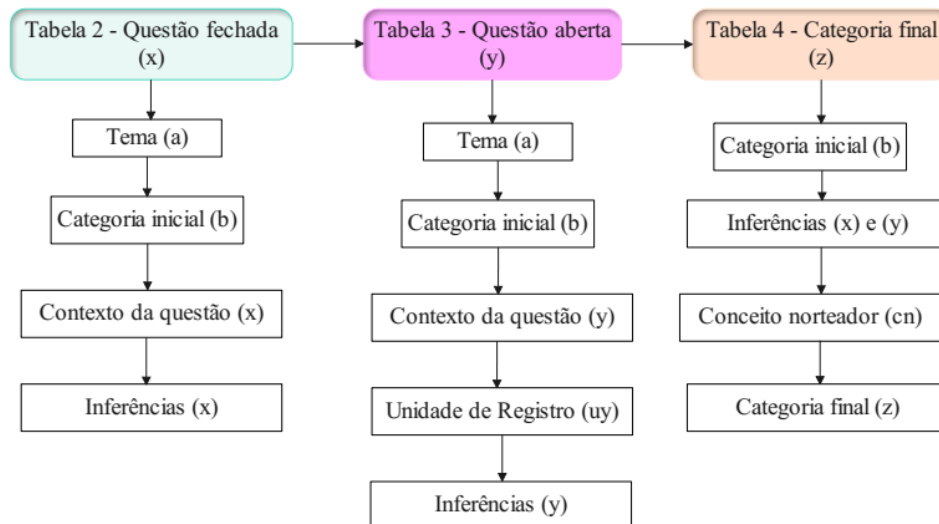 Tabela 2 - Questão fechada
(x)
Tema (a)
Categoria inicial (b)
Contexto da questão (x)
Inferências (x)
Tabela 3 - Questão aberta
(y)
Tema (a)
Categoria inicial (b)
Contexto da questão (y)
Unidade de Registro (uy)
Inferências (y)
Tabela 4 - Categoria final
(z)
Categoria inicial (b)
Inferências (x) e (y)
Conceito norteador (cn)
Categoria final (z)